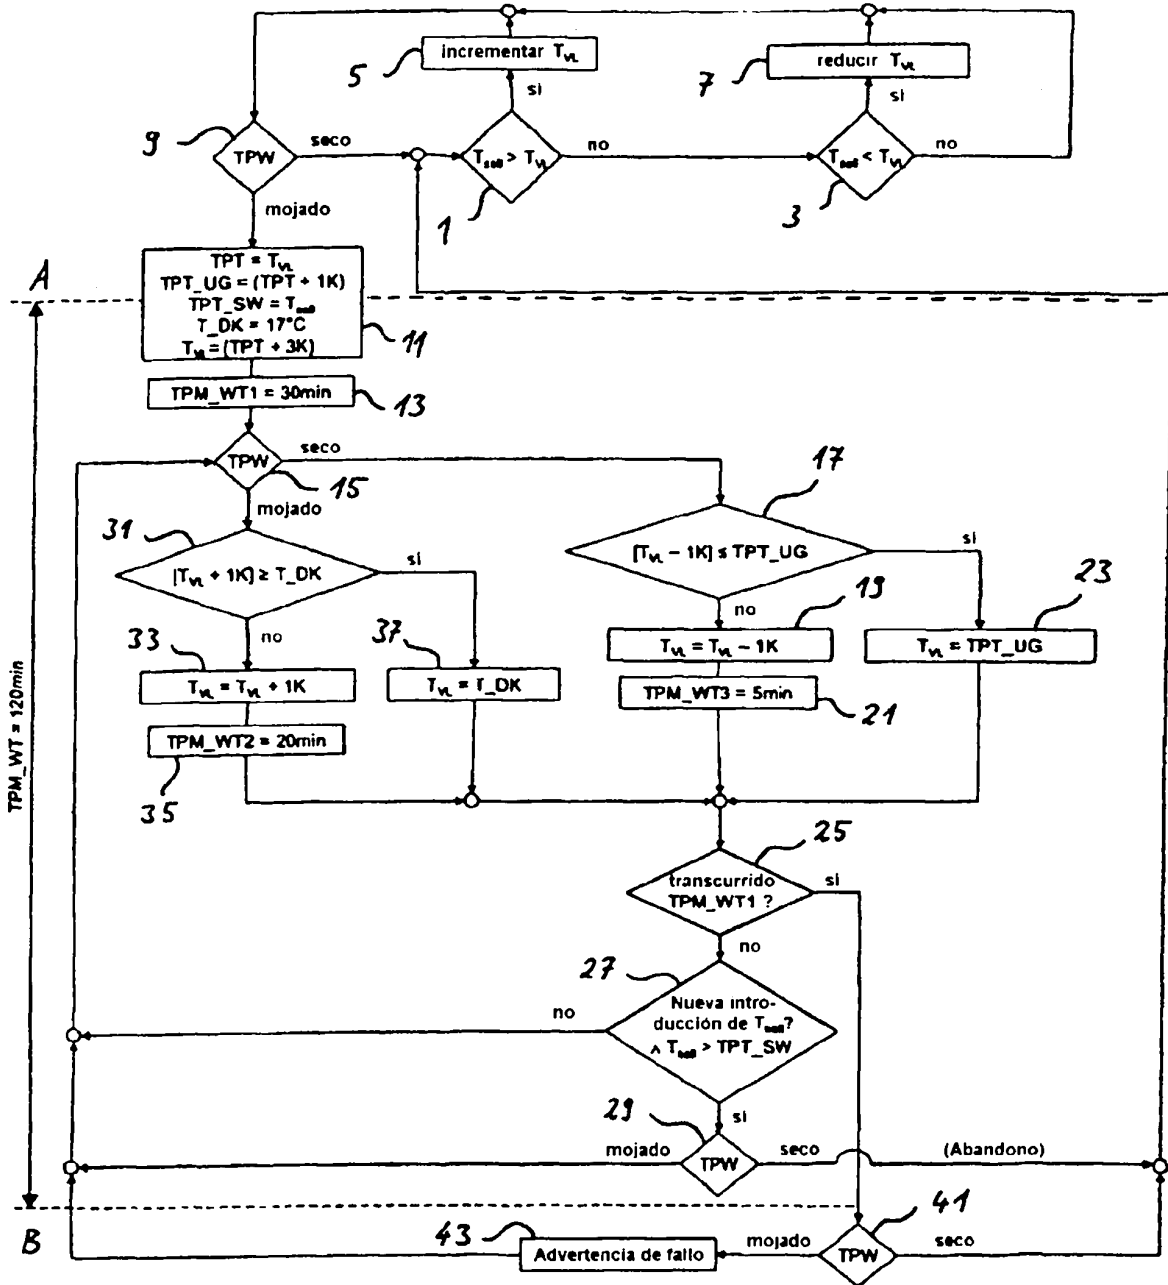 5
incrementar T_VL
7
reducir T_VL
si
si
9
TPW
seco
T_soll > T_VL
no
T_soll < T_VL
no
1
3
mojado
A
TPT = T_VL
TPT_UG = (TPT + 1K)
TPT_SW = T_soll
T_DK = 17°C
T_VL = (TPT + 3K)
11
TPM_WT1 = 30min
13
TPW
seco
15
17
mojado
31
[T_VL + 1K] ≥ T_DK
si
[T_VL – 1K] ≤ TPT_UG
si
19
23
no
no
33
37
T_VL = T_VL + 1K
T_VL = T_DK
T_VL = T_VL – 1K
T_VL = TPT_UG
TPM_WT2 = 20min
TPM_WT3 = 5min
21
35
TPM_WT = 120min
25
transcurrido
TPM_WT1 ?
si
no
27
Nueva intro-
ducción de T_soll?
∧ T_soll > TPT_SW
no
si
29
mojado
TPW
seco
(Abandono)
B
43
41
Advertencia de fallo
mojado
TPW
seco